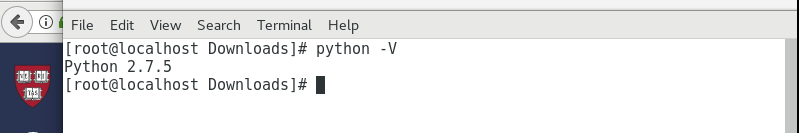 File Edit View Search Terminal Help
[root@localhost Downloads]# python -V
Python 2.7.5
[root@localhost Downloads]#